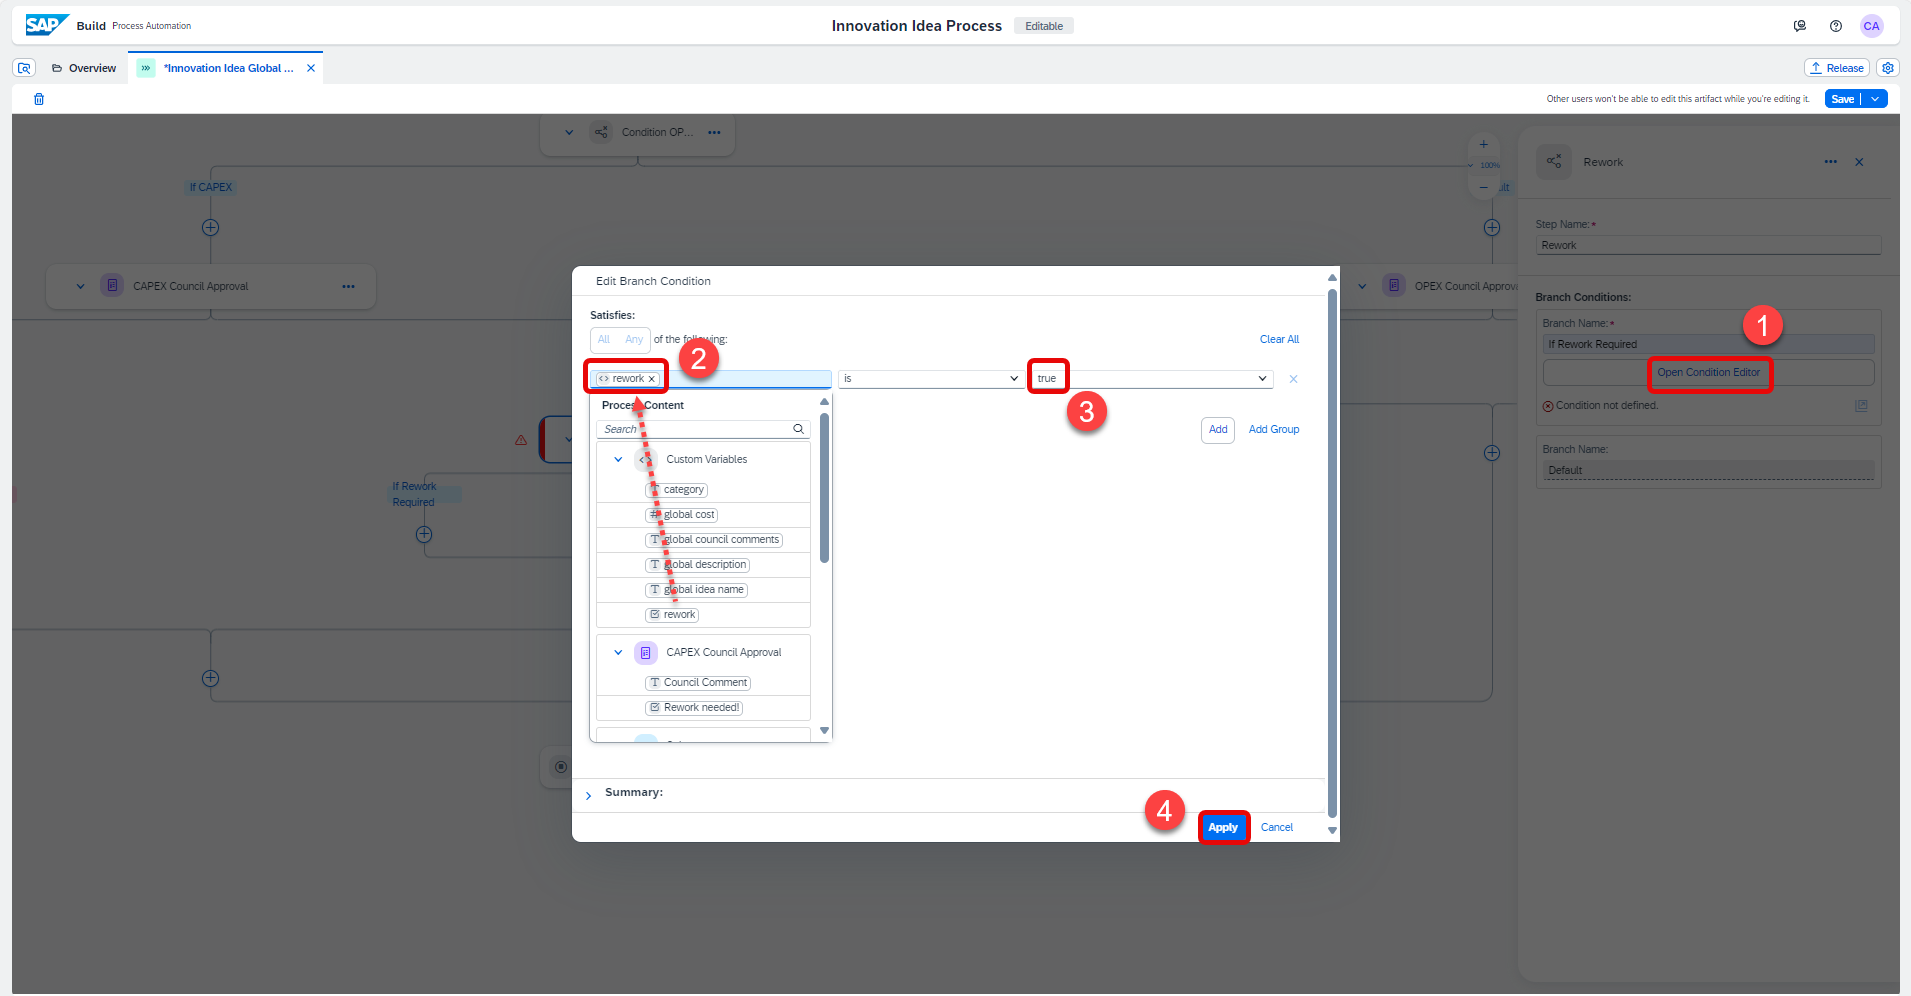 SAP Build Process Automation
Innovation Idea Process Editable
CA
Overview
*Innovation Idea Global ...
Release
Other users won't be able to edit this artifact while you're editing it.
Save
Condition OP...
If CAPEX
100%
ult
CAPEX Council Approval
OPEX Council Approva
If Rework
Required
Rework
Step Name:*
Rework
Branch Conditions:
Branch Name:*
If Rework Required
Open Condition Editor
Condition not defined.
Branch Name:
Default
1
Edit Branch Condition
Satisfies:
All Any of the following:
Clear All
2
rework
is
true
3
Process Content
Search
Add
Add Group
Custom Variables
category
global cost
global council comments
global description
global idea name
rework
CAPEX Council Approval
Council Comment
Rework needed!
Summary:
4
Apply
Cancel